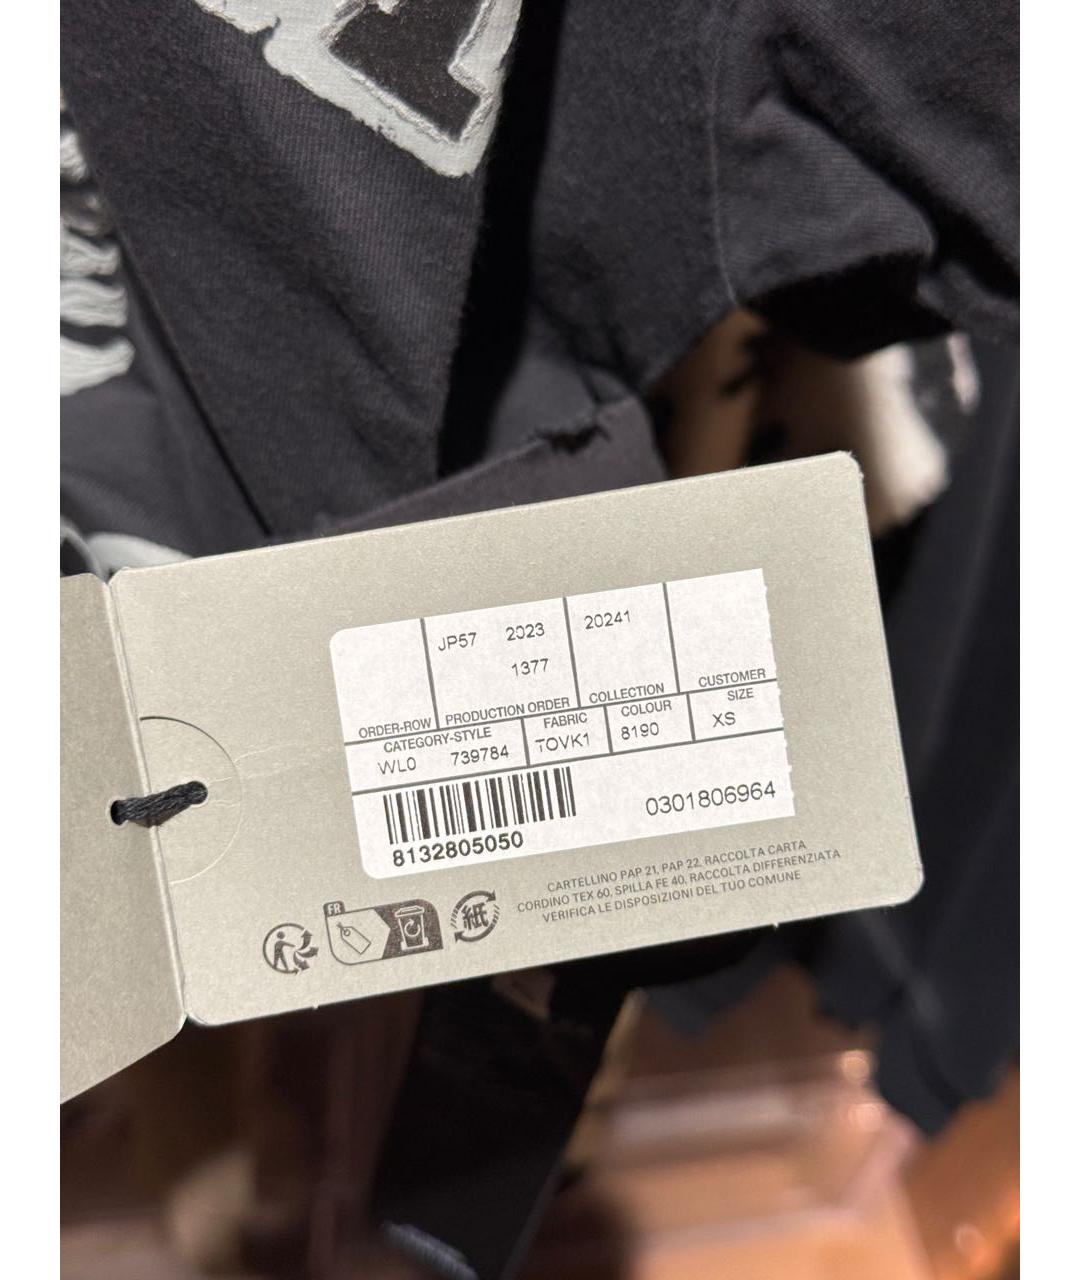 JP57 2023 20241
1377
ORDER-ROW PRODUCTION ORDER COLLECTION CUSTOMER
CATEGORY-STYLE FABRIC COLOUR SIZE
WL0 739784 TOVK1 8190 XS
8132805050 0301806964
CARTELLINO PAP 21, PAP 22, RACCOLTA CARTA
CORDINO TEX 60, SPILLA FE 40, RACCOLTA DIFFERENZIATA
VERIFICA LE DISPOSIZIONI DEL TUO COMUNE
FR
紙